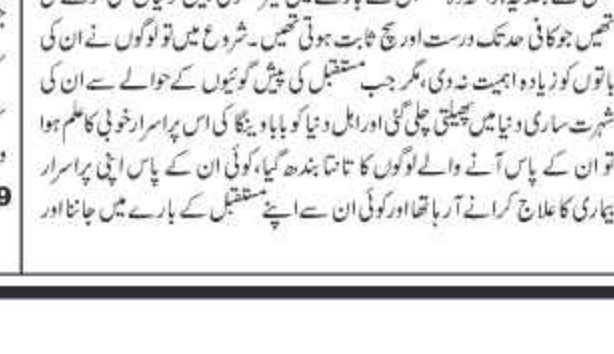 تھیں جو کافی حد تک درست اور سچ ثابت ہوتی تھیں۔ شروع میں تو لوگوں نے ان کی
باتوں کو زیادہ اہمیت نہ دی، مگر جب مستقبل کی پیش گوئیوں کے حوالے سے ان کی
شہرت ساری دنیا میں پھیلتی چلی گئی اور اہل دنیا کو بابا وینگا کی اس پراسرار خوبی کا علم ہوا
تو ان کے پاس آنے والے لوگوں کا تانتا بندھ گیا، کوئی ان کے پاس اپنی پراسرار
بیماری کا علاج کرانے آ رہا تھا اور کوئی ان سے اپنے مستقبل کے بارے میں جاننا اور
9